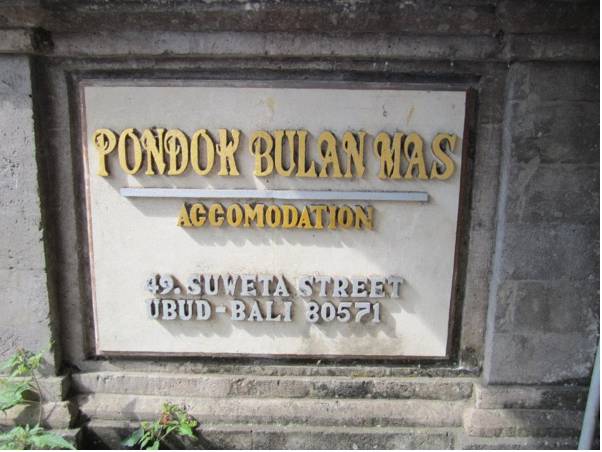 PONDOK BULAN MAS
ACCOMODATION
49. SUWETA STREET
UBUD - BALI 80571